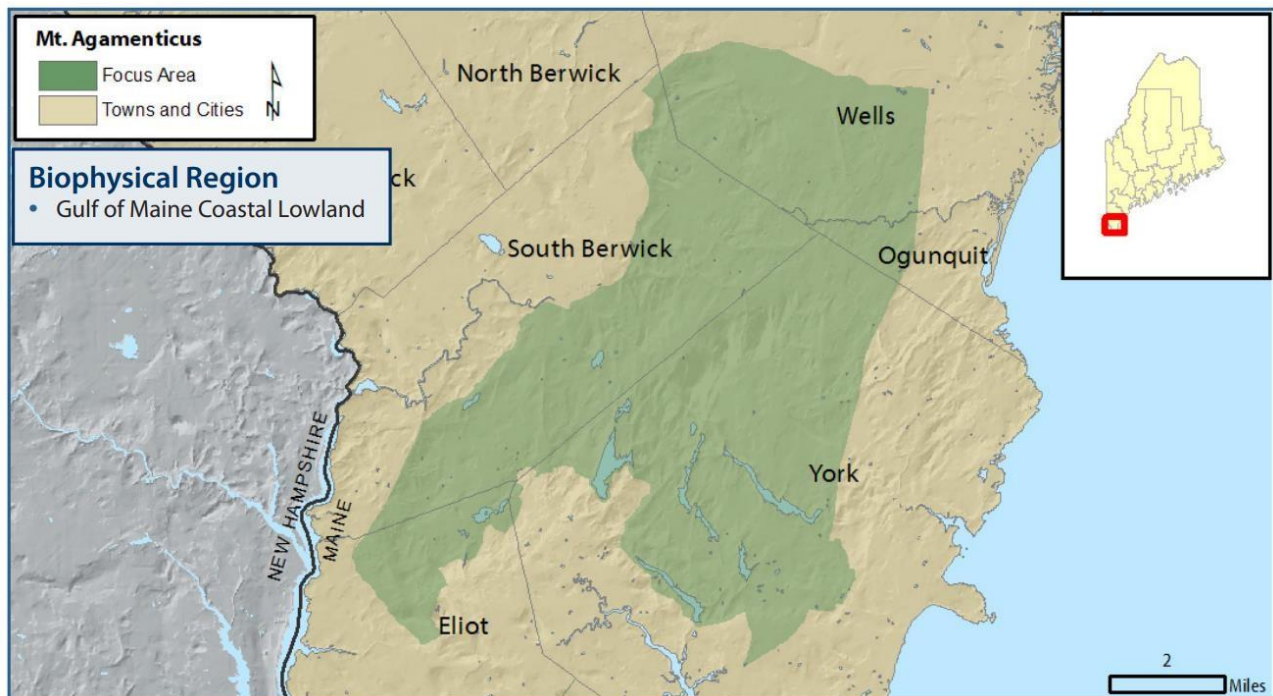 Mt. Agamenticus
Focus Area
Towns and Cities
N
Biophysical Region
• Gulf of Maine Coastal Lowland
ck
North Berwick
Wells
South Berwick
Ogunquit
York
Eliot
NEW HAMPSHIRE
MAINE
2
Miles